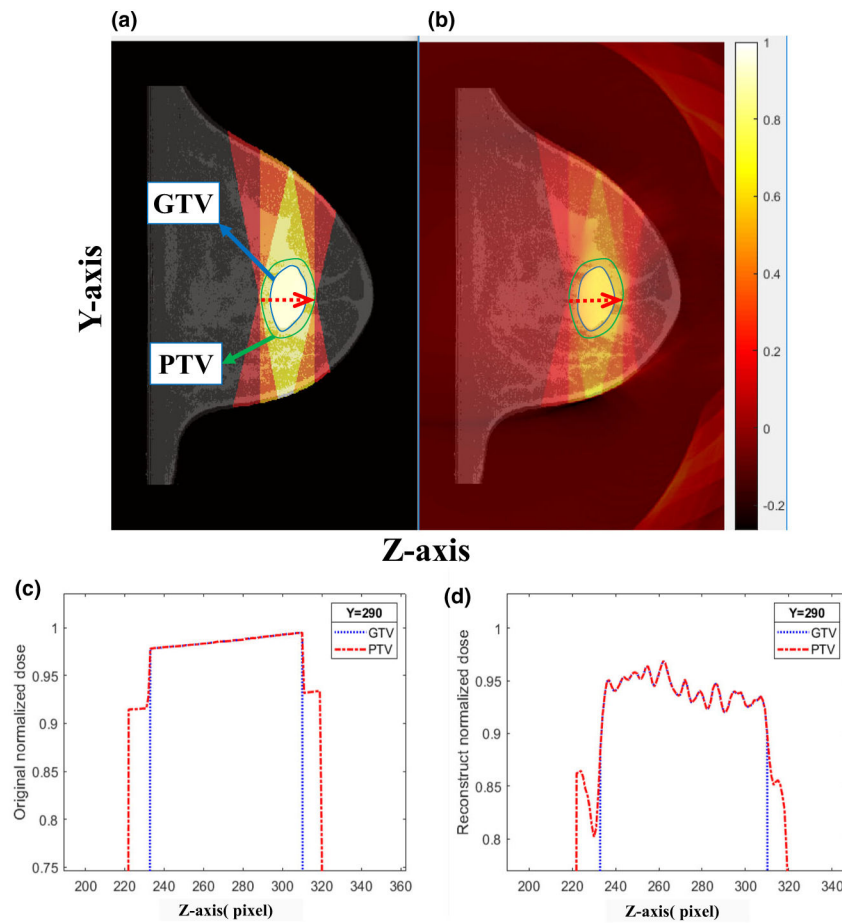 (a)
(b)
GTV
PTV
Y-axis
Z-axis
1
0.8
0.6
0.4
0.2
0
-0.2
(c)
Y=290
GTV
PTV
1
0.95
0.9
0.85
0.8
0.75
Original normalized dose
200 220 240 260 280 300 320 340 360
Z-axis( pixel)
(d)
Y=290
GTV
PTV
1
0.95
0.9
0.85
0.8
Reconstruct normalized dose
200 220 240 260 280 300 320 340
Z-axis( pixel)